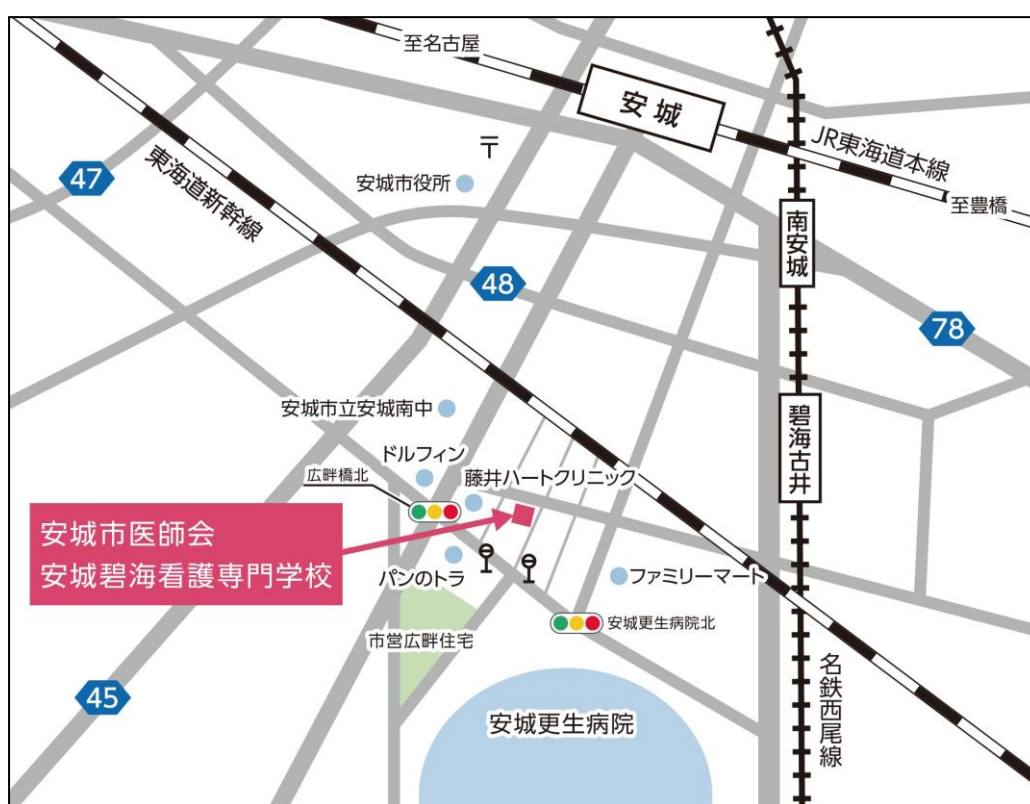 至名古屋
安城
JR東海道本線
〒
安城市役所
47
東海道新幹線
至豊橋
南安城
48
78
安城市立安城南中
碧海古井
ドルフィン
広畔橋北
藤井ハートクリニック
安城市医師会
安城碧海看護専門学校
パンのトラ
ファミリーマート
安城更生病院北
市営広畔住宅
45
安城更生病院
名鉄西尾線